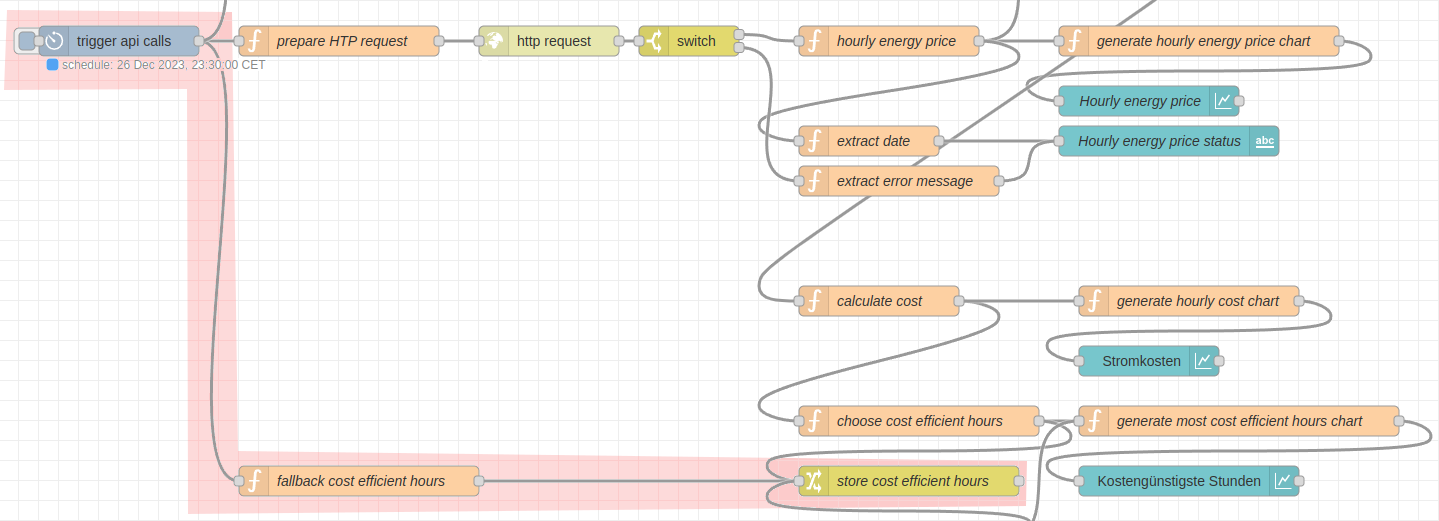 trigger api calls
prepare HTP request
http request
switch
hourly energy price
generate hourly energy price chart
schedule: 26 Dec 2023, 23:30:00 CET
Hourly energy price
extract date
Hourly energy price status
abc
extract error message
calculate cost
generate hourly cost chart
Stromkosten
choose cost efficient hours
generate most cost efficient hours chart
fallback cost efficient hours
store cost efficient hours
Kostengünstigste Stunden